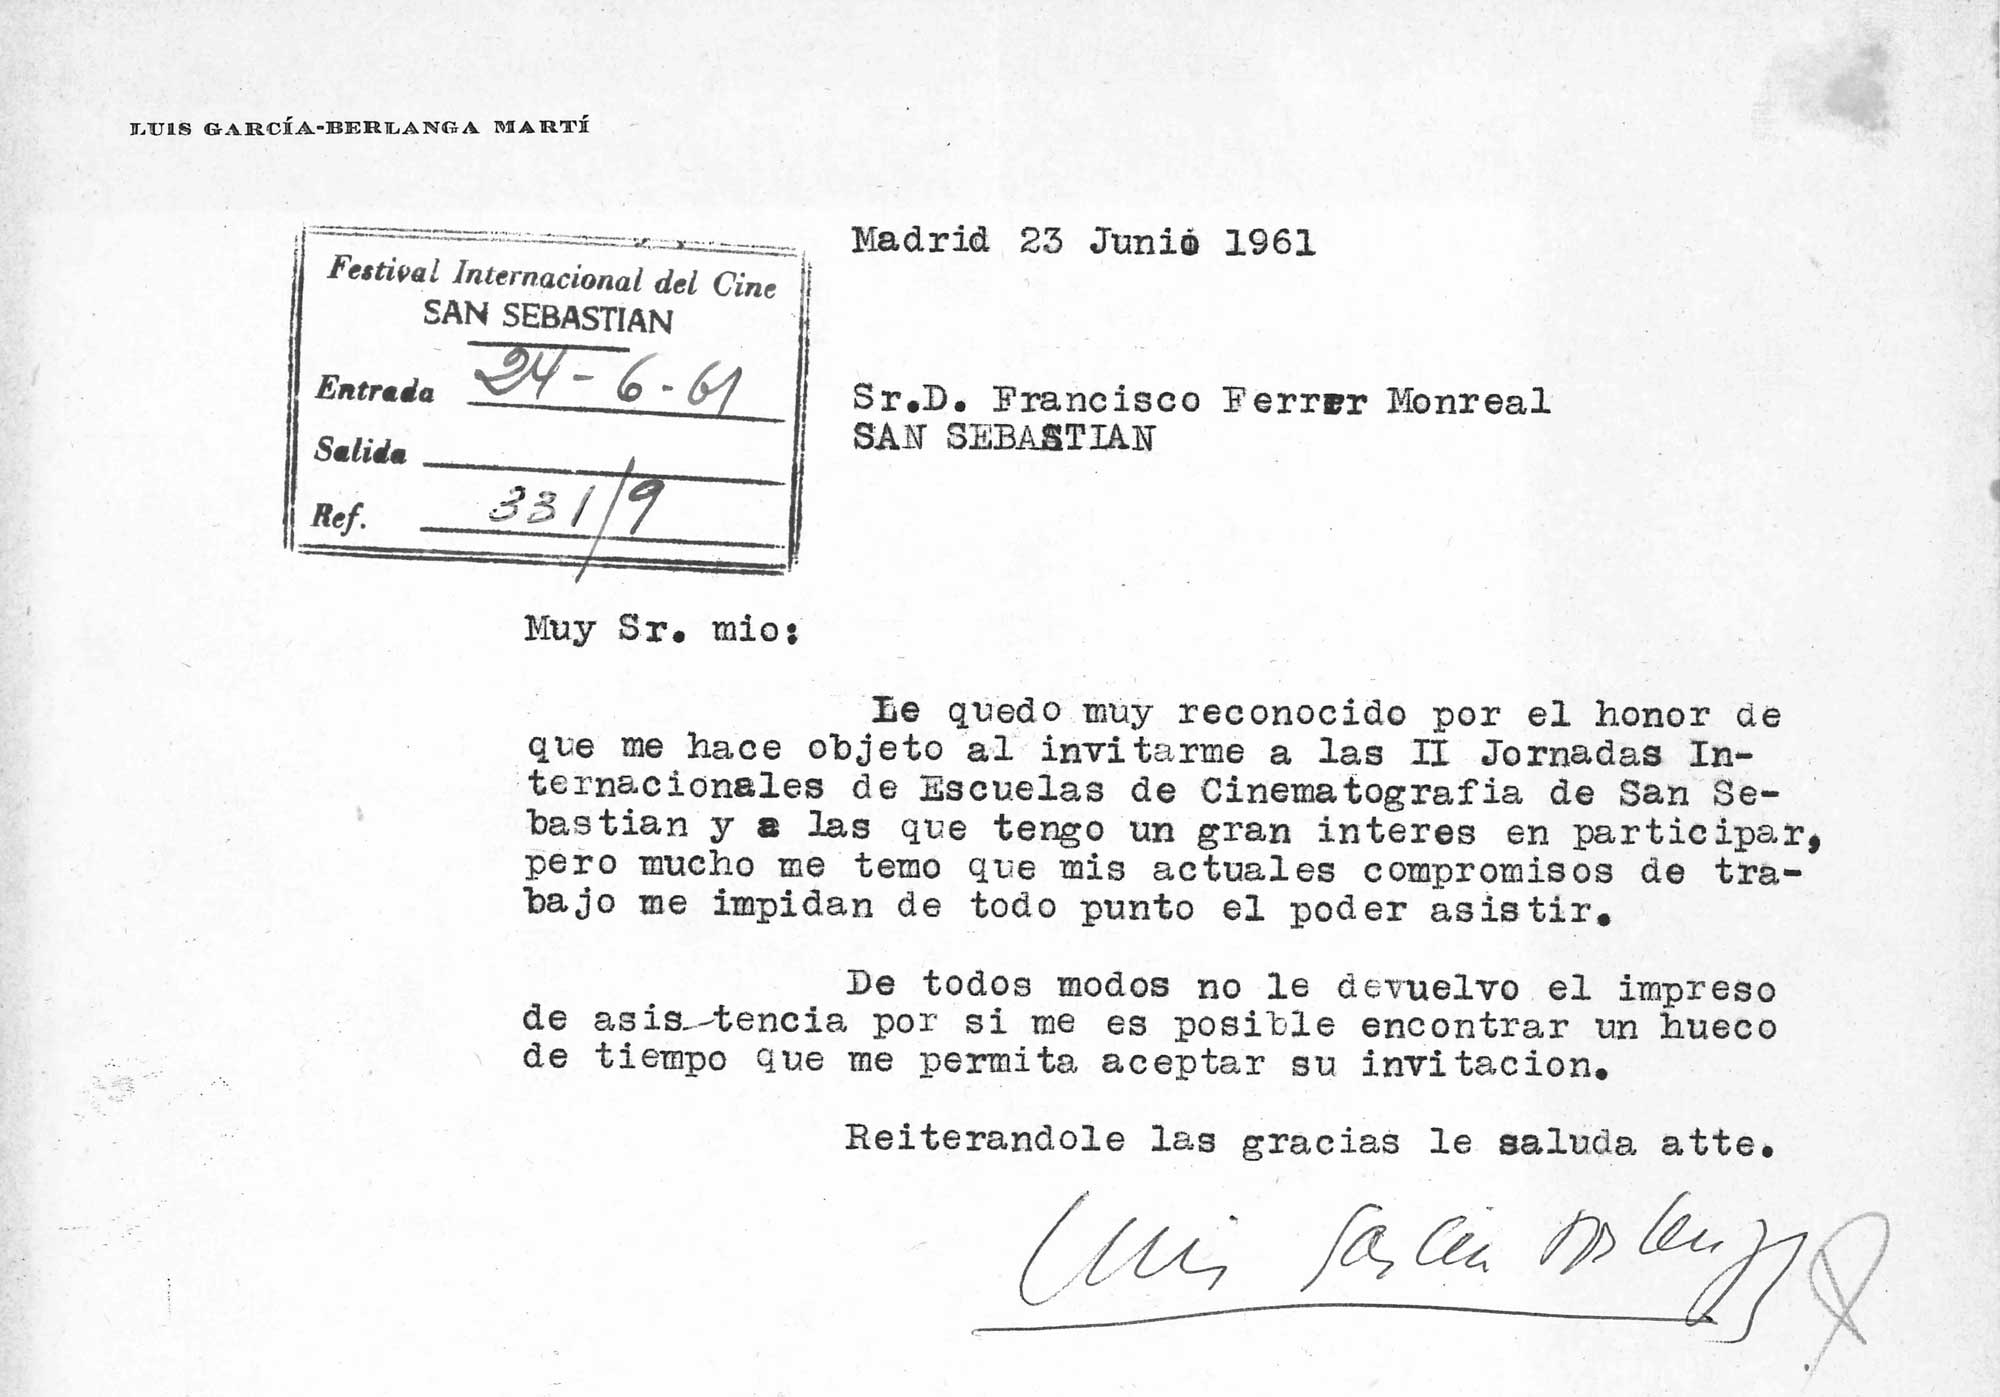 LUIS GARCÍA-BERLANGA MARTÍ
Festival Internacional del Cine
SAN SEBASTIAN
Entrada 24-6-61
Salida
Ref. 331/9
Madrid 23 Junio 1961
Sr.D. Francisco Ferrer Monreal
SAN SEBASTIAN
Muy Sr. mio:
Le quedo muy reconocido por el honor de
que me hace objeto al invitarme a las II Jornadas In-
ternacionales de Escuelas de Cinematografia de San Se-
bastian y a las que tengo un gran interes en participar,
pero mucho me temo que mis actuales compromisos de tra-
bajo me impidan de todo punto el poder asistir.
De todos modos no le devuelvo el impreso
de asis tencia por si me es posible encontrar un hueco
de tiempo que me permita aceptar su invitacion.
Reiterandole las gracias le saluda atte.
Luis García Berlanga